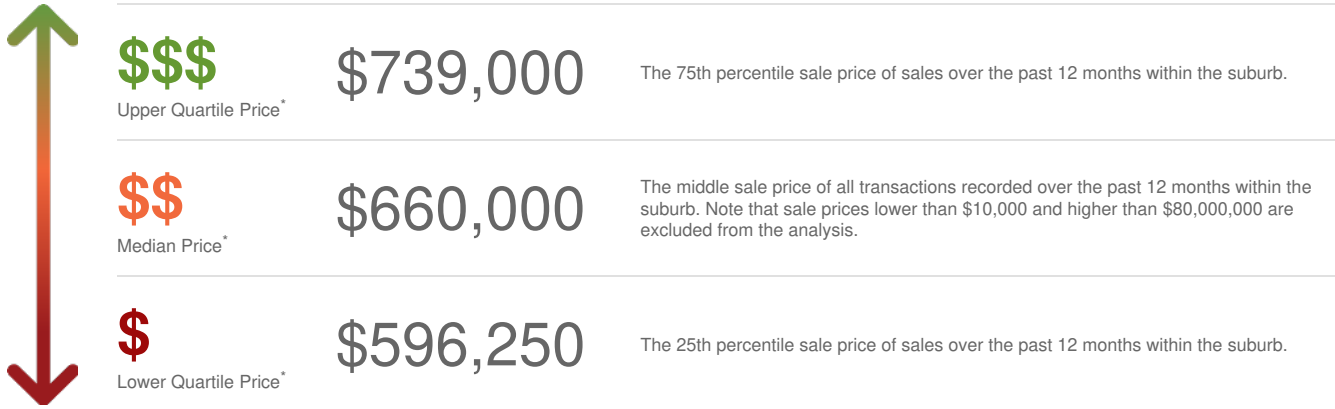 $$$
Upper Quartile Price*
$739,000
The 75th percentile sale price of sales over the past 12 months within the suburb.
$$
Median Price*
$660,000
The middle sale price of all transactions recorded over the past 12 months within the
suburb. Note that sale prices lower than $10,000 and higher than $80,000,000 are
excluded from the analysis.
$
Lower Quartile Price*
$596,250
The 25th percentile sale price of sales over the past 12 months within the suburb.